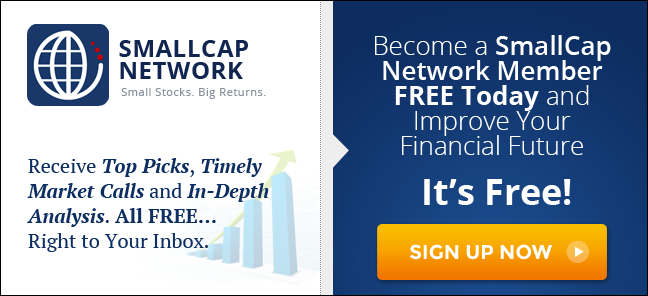 SMALLCAP
NETWORK
Small Stocks. Big Returns.
Receive Top Picks, Timely
Market Calls and In-Depth
Analysis. All FREE...
Right to Your Inbox.
Become a SmallCap
Network Member
FREE Today and
Improve Your
Financial Future
It's Free!
SIGN UP NOW